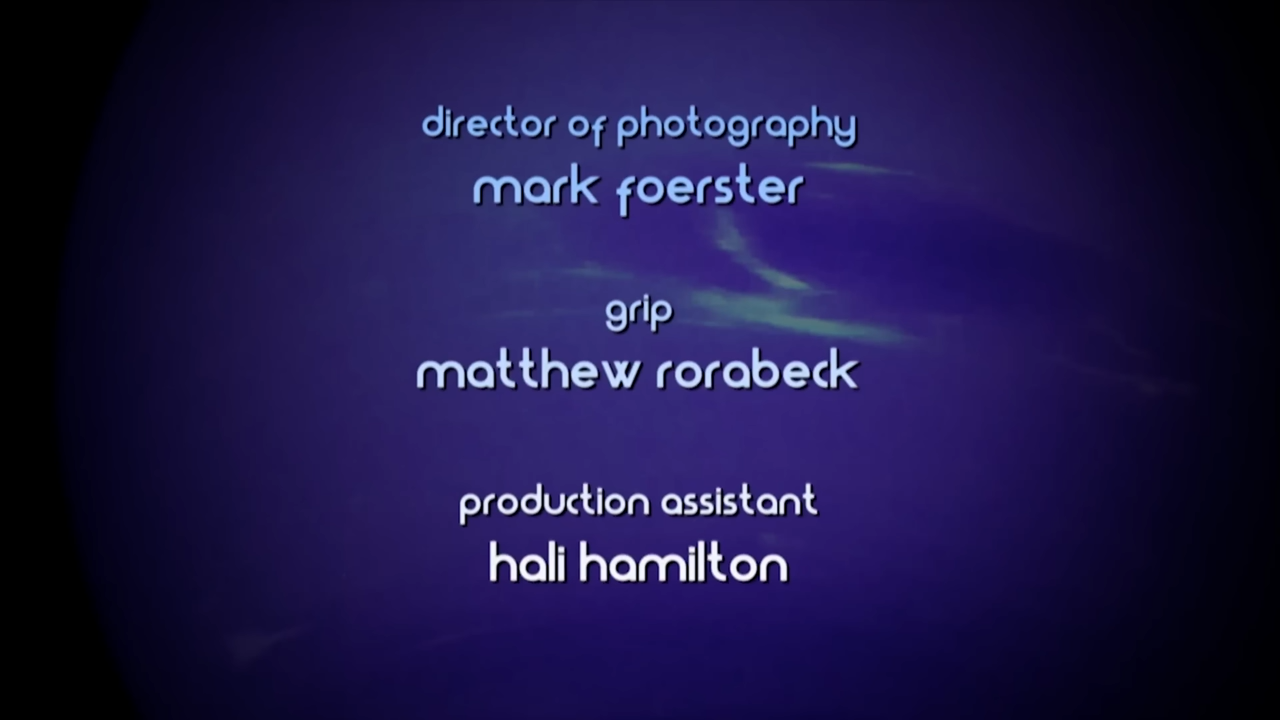 director of photography
mark foerster
grip
matthew rorabeck
production assistant
hali hamilton